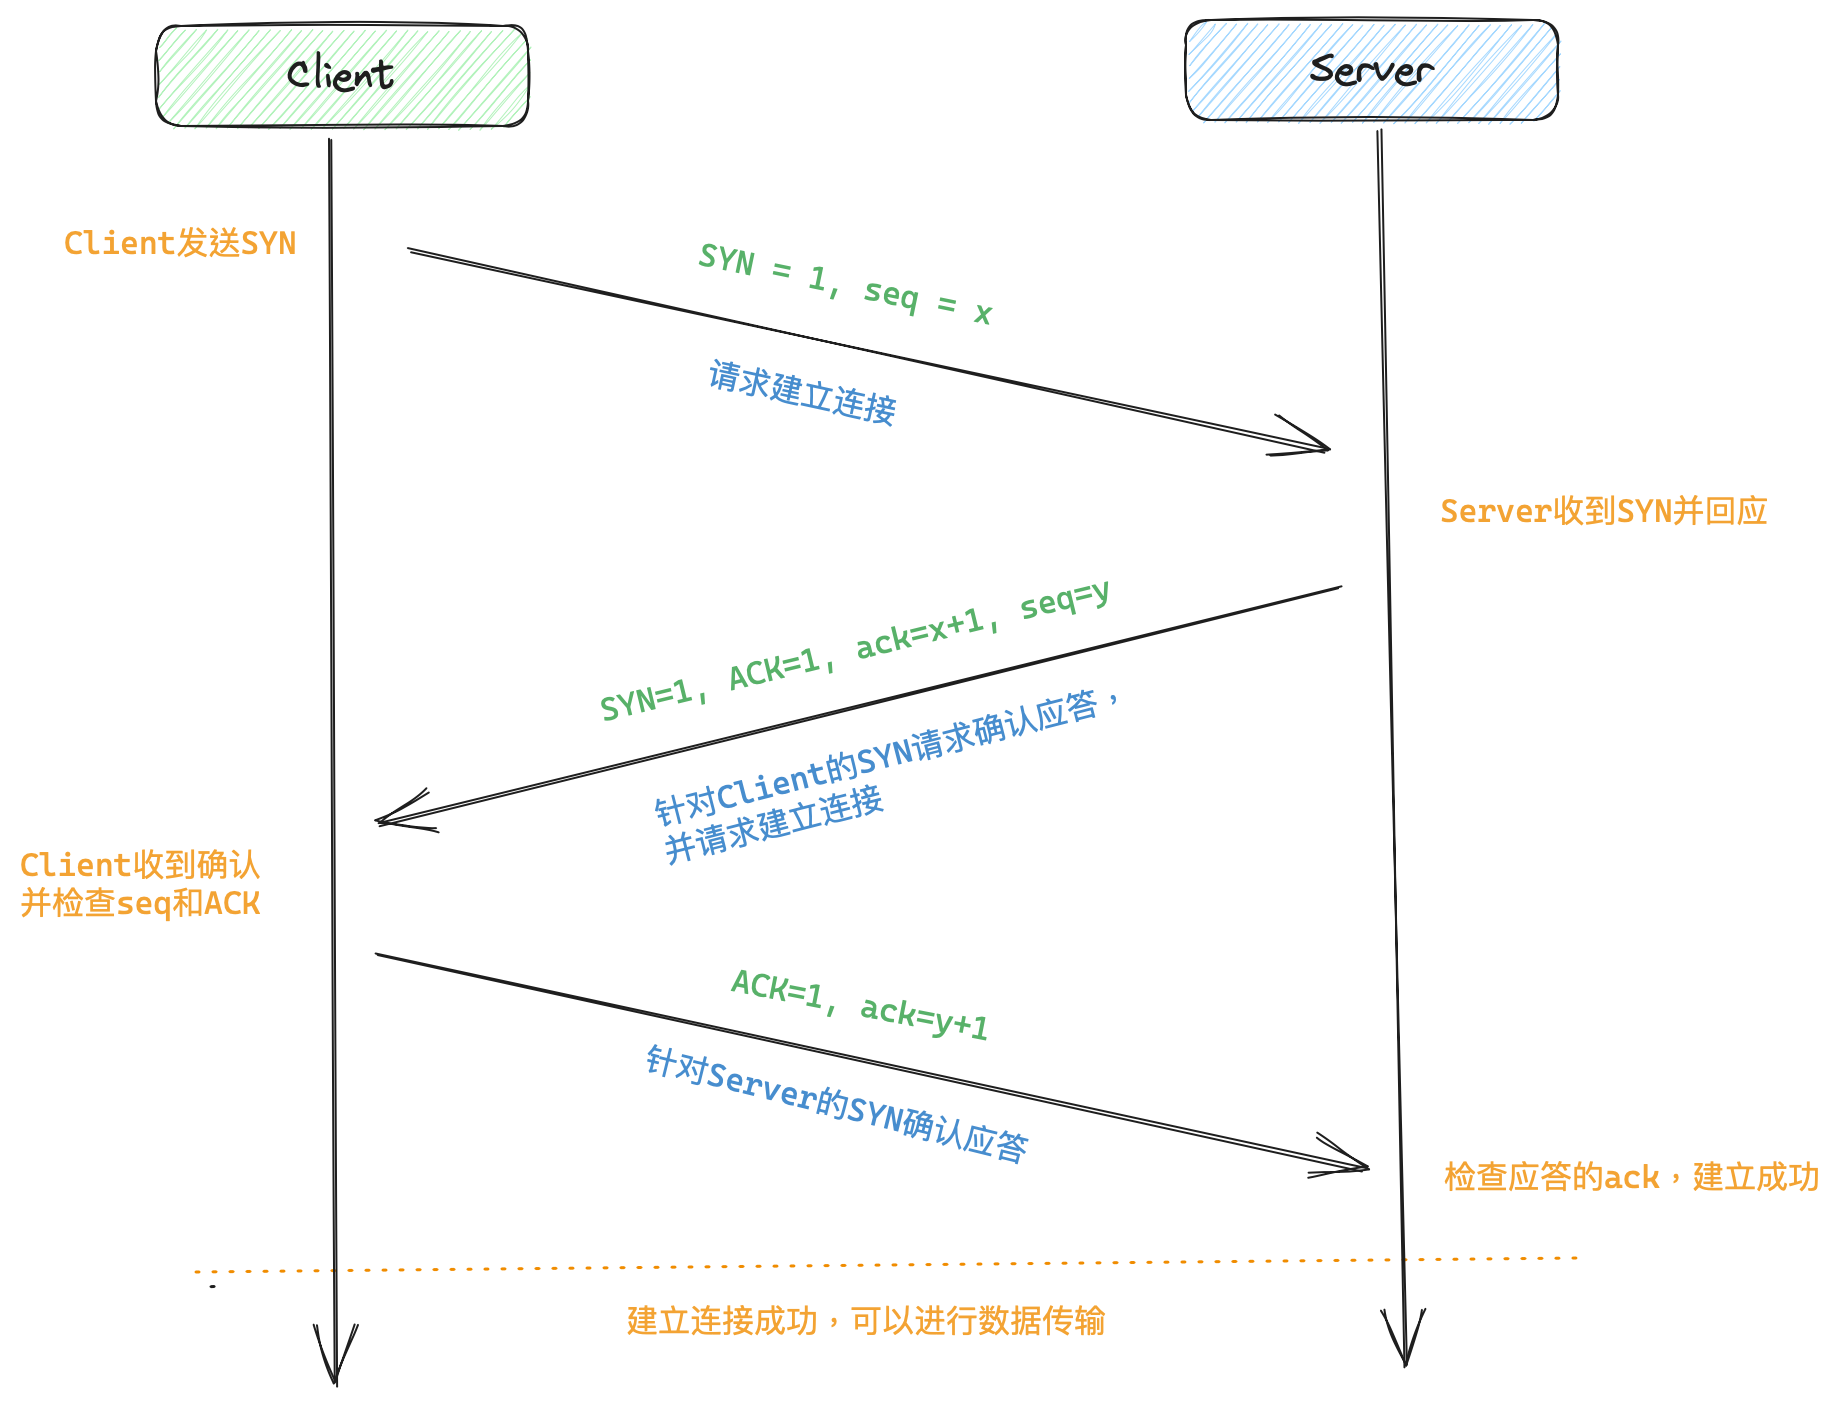 Client
Server
Client发送SYN
SYN = 1, seq = x
请求建立连接
Server收到SYN并回应
SYN=1, ACK=1, ack=x+1, seq=y
针对Client的SYN请求确认应答，
并请求建立连接
Client收到确认
并检查seq和ACK
ACK=1, ack=y+1
针对Server的SYN确认应答
检查应答的ack，建立成功
建立连接成功，可以进行数据传输